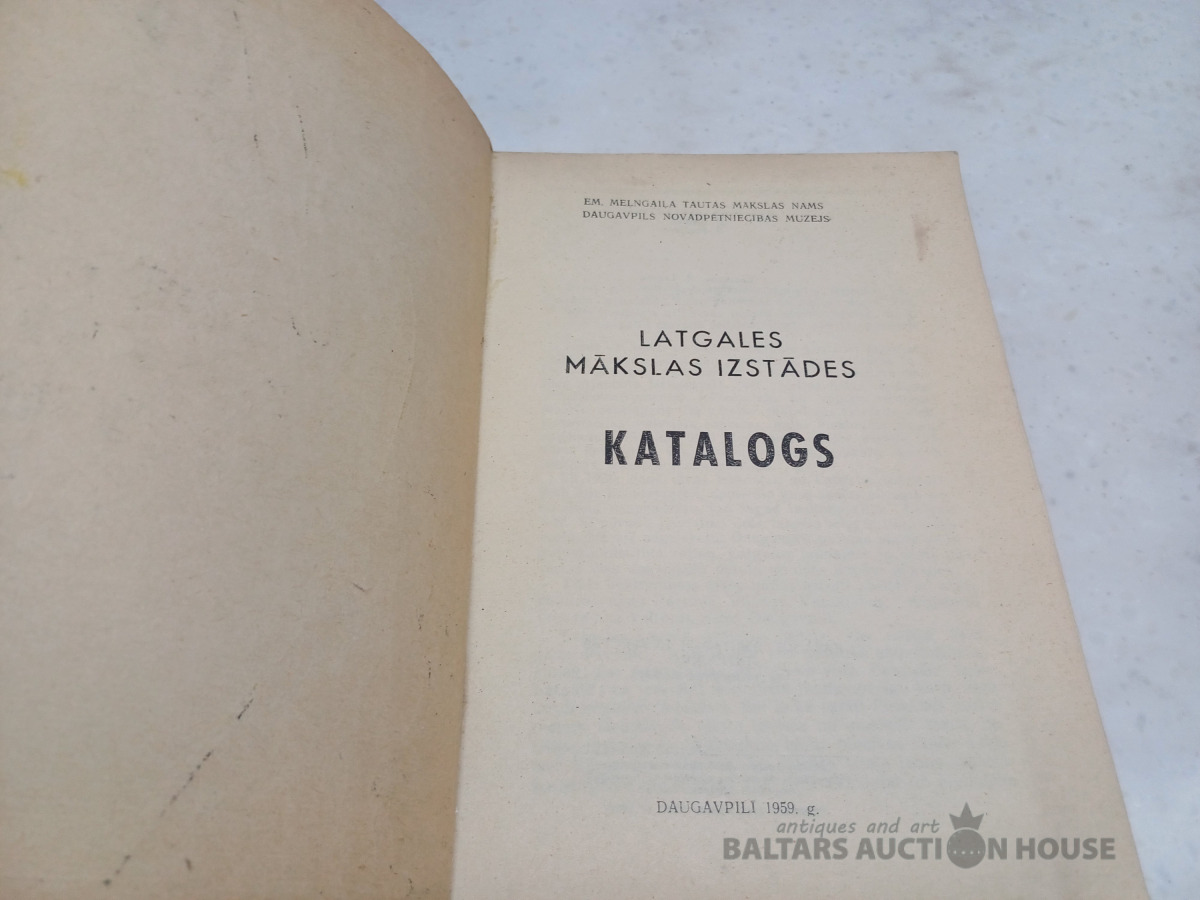 EM. MELNGAIĻA TAUTAS MĀKSLAS NAMS
DAUGAVPILS NOVADPĒTNIECĪBAS MUZEJS
LATGALES
MĀKSLAS IZSTĀDES
KATALOGS
DAUGAVPILĪ 1959. g.
antiques and art
BALTARS AUCTION HOUSE